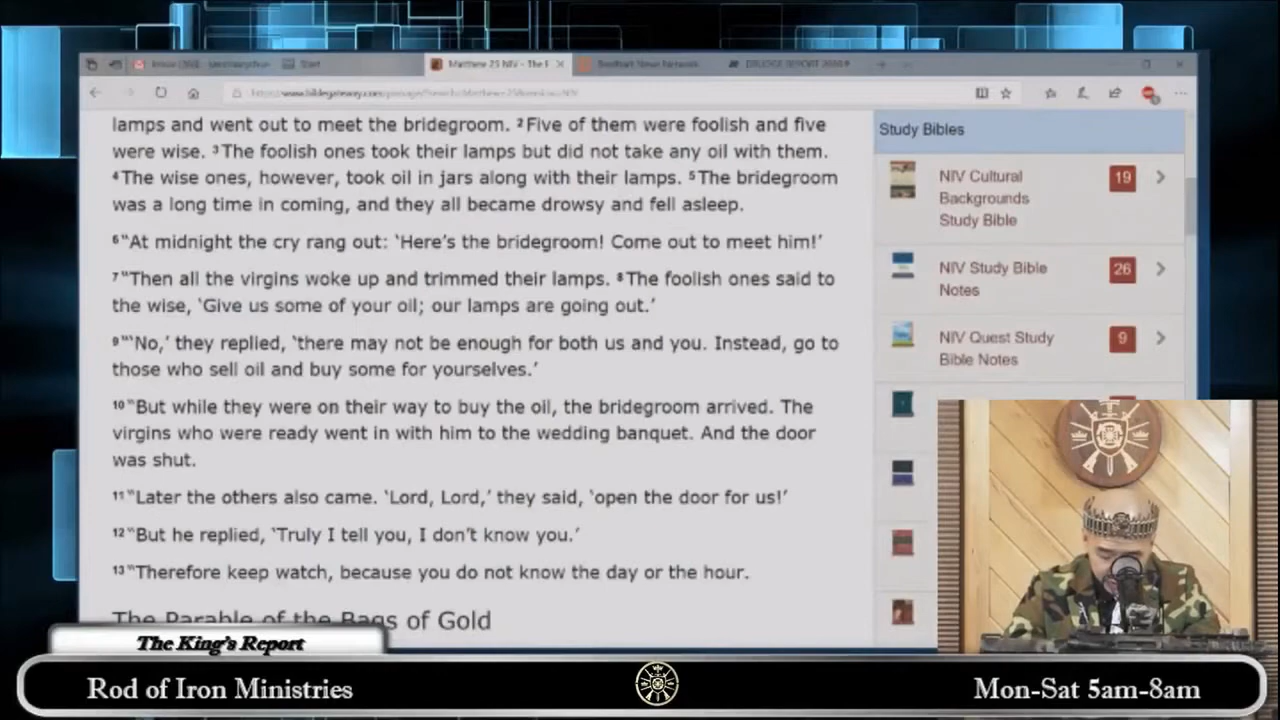 Start
Matthew 25 NIV - The
lamps and went out to meet the bridegroom. ²Five of them were foolish and five
were wise. ³The foolish ones took their lamps but did not take any oil with them.
⁴The wise ones, however, took oil in jars along with their lamps. ⁵The bridegroom
was a long time in coming, and they all became drowsy and fell asleep.
⁶“At midnight the cry rang out: ‘Here’s the bridegroom! Come out to meet him!’
⁷“Then all the virgins woke up and trimmed their lamps. ⁸The foolish ones said to
the wise, ‘Give us some of your oil; our lamps are going out.’
⁹“‘No,’ they replied, ‘there may not be enough for both us and you. Instead, go to
those who sell oil and buy some for yourselves.’
¹⁰“But while they were on their way to buy the oil, the bridegroom arrived. The
virgins who were ready went in with him to the wedding banquet. And the door
was shut.
¹¹“Later the others also came. ‘Lord, Lord,’ they said, ‘open the door for us!’
¹²“But he replied, ‘Truly I tell you, I don’t know you.’
¹³“Therefore keep watch, because you do not know the day or the hour.
The Parable of the Bags of Gold
Study Bibles
NIV Cultural
Backgrounds
Study Bible
19
NIV Study Bible
Notes
26
NIV Quest Study
Bible Notes
9
The King's Report
Rod of Iron Ministries
Mon-Sat 5am-8am